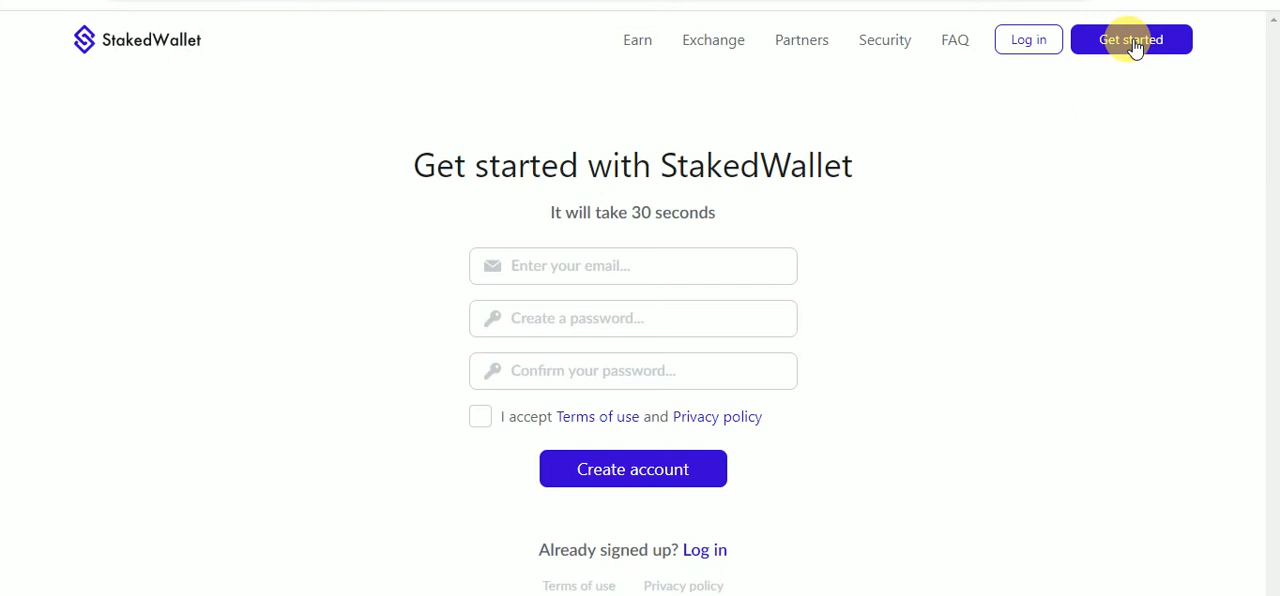 StakedWallet
Earn Exchange Partners Security FAQ Log in Get started
Get started with StakedWallet
It will take 30 seconds
Enter your email...
Create a password...
Confirm your password...
I accept Terms of use and Privacy policy
Create account
Already signed up? Log in
Terms of use Privacy policy